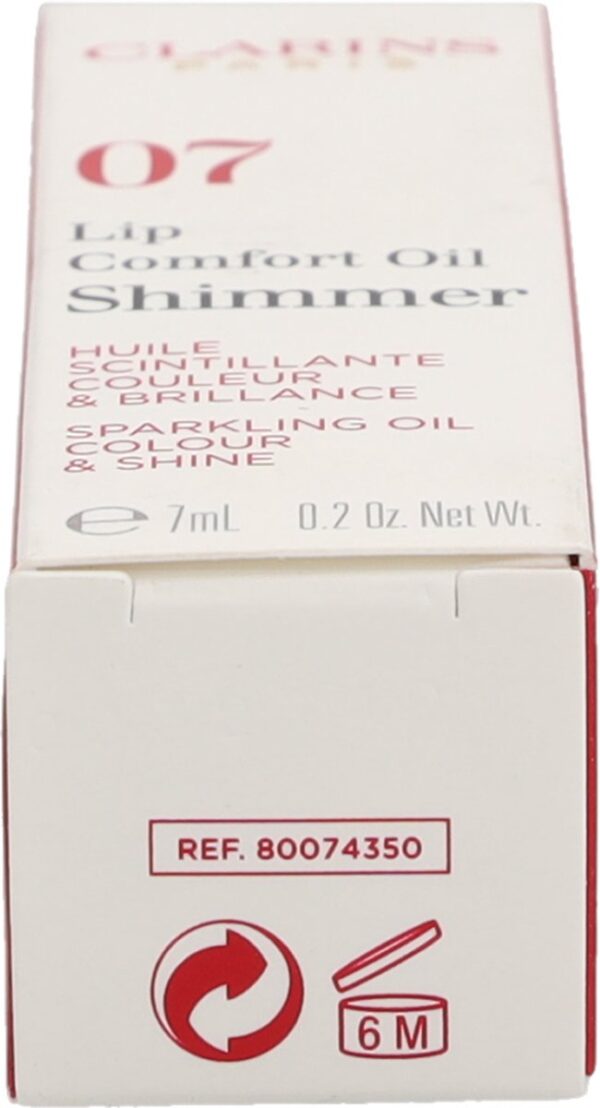 CLARINS
PARIS
07
Lip
Comfort Oil
Shimmer
HUILE
SCINTILLANTE
COULEUR
& BRILLANCE
SPARKLING OIL
COLOUR
& SHINE
℮ 7mL 0.2 Oz. Net Wt.
REF. 80074350
6 M